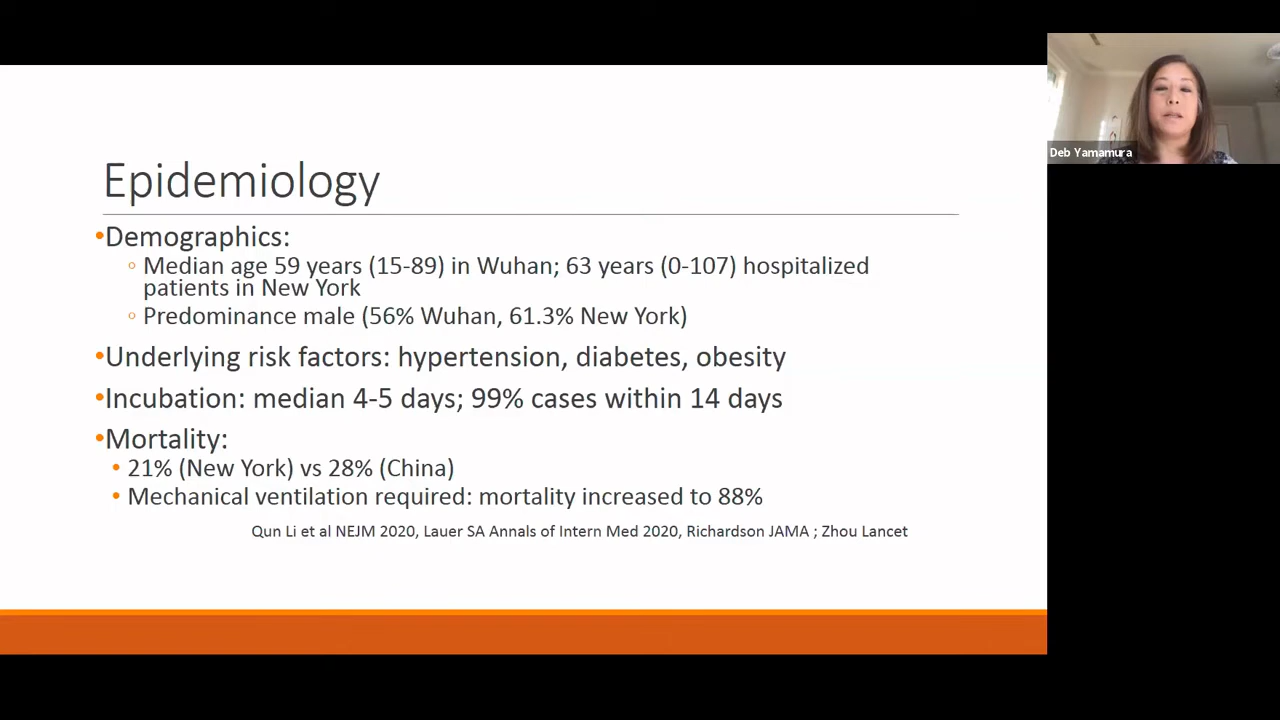 Epidemiology
•Demographics:
◦ Median age 59 years (15-89) in Wuhan; 63 years (0-107) hospitalized
patients in New York
◦ Predominance male (56% Wuhan, 61.3% New York)
•Underlying risk factors: hypertension, diabetes, obesity
•Incubation: median 4-5 days; 99% cases within 14 days
•Mortality:
• 21% (New York) vs 28% (China)
• Mechanical ventilation required: mortality increased to 88%
Qun Li et al NEJM 2020, Lauer SA Annals of Intern Med 2020, Richardson JAMA ; Zhou Lancet
Deb Yamamura